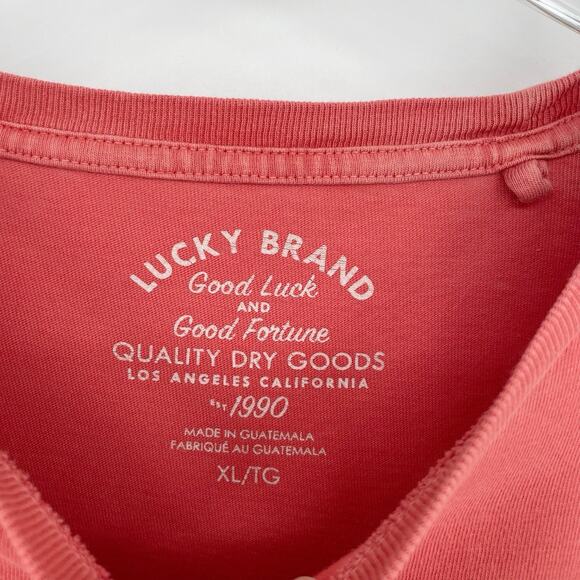 LUCKY BRAND
Good Luck
AND
Good Fortune
QUALITY DRY GOODS
LOS ANGELES CALIFORNIA
EST 1990
MADE IN GUATEMALA
FABRIQUÉ AU GUATEMALA
XL/TG